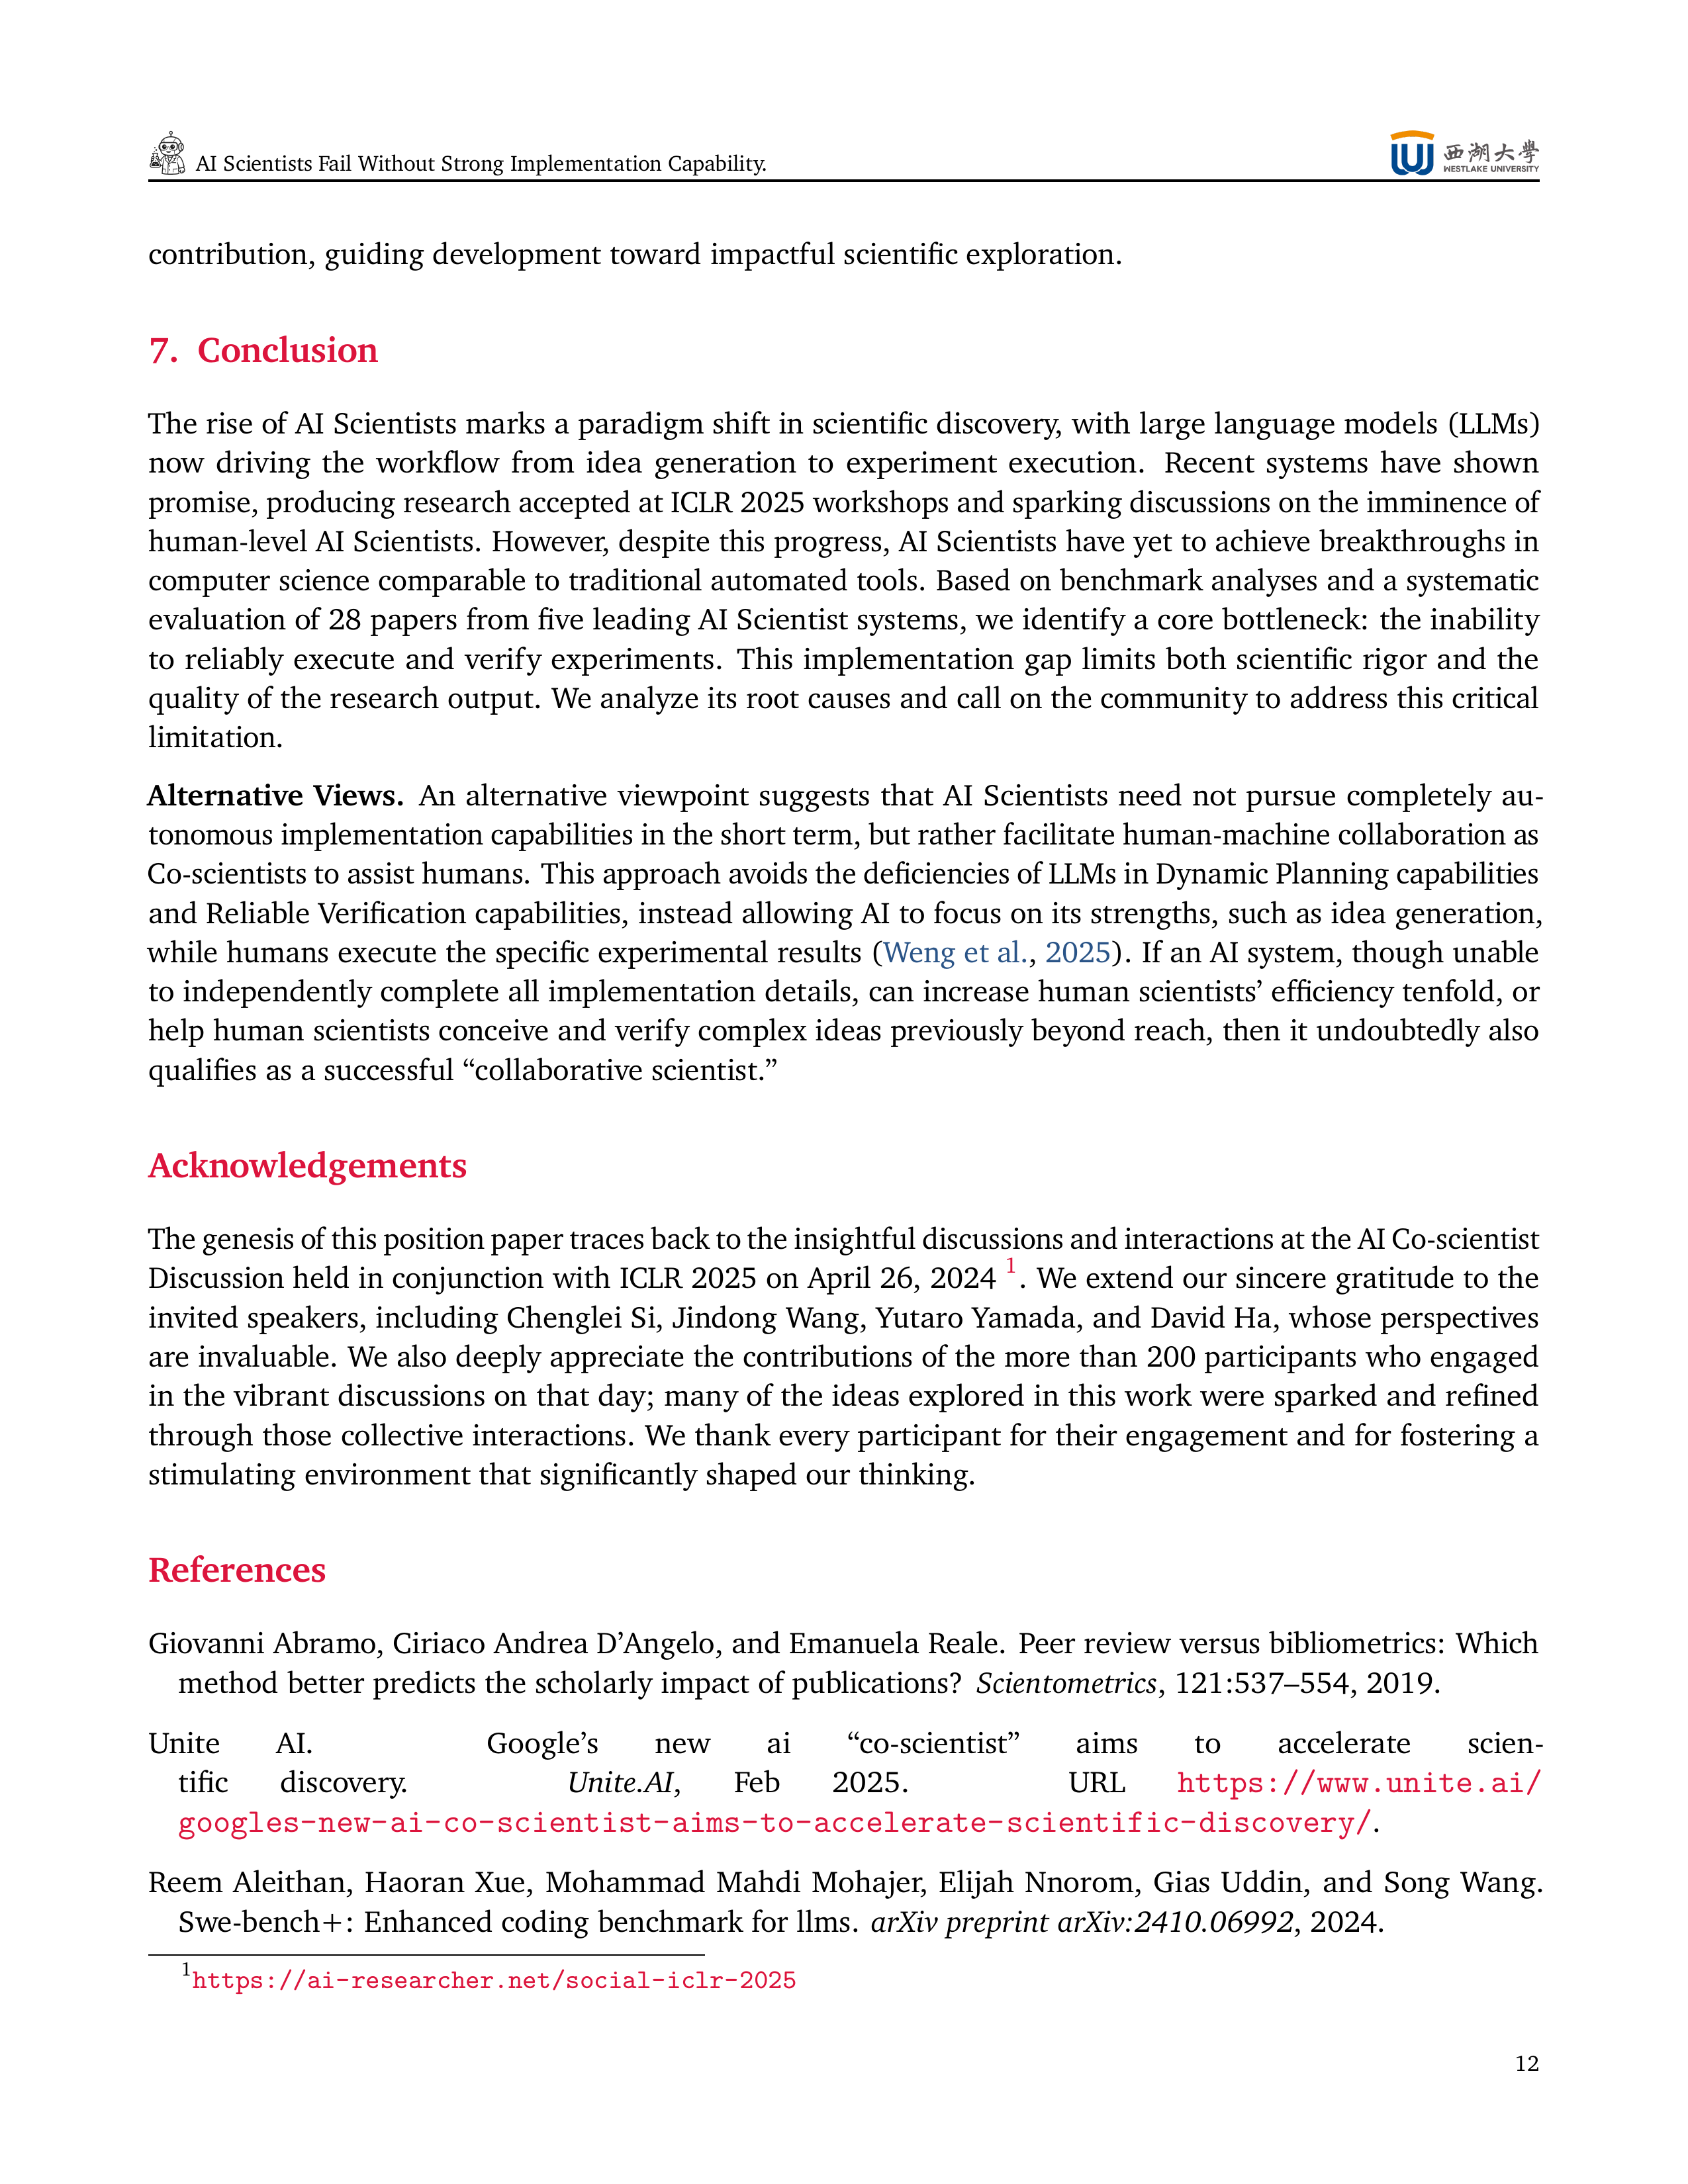 AI Scientists Fail Without Strong Implementation Capability.
西湖大學
WESTLAKE UNIVERSITY
contribution, guiding development toward impactful scientific exploration.
7. Conclusion
The rise of AI Scientists marks a paradigm shift in scientific discovery, with large language models (LLMs)
now driving the workflow from idea generation to experiment execution. Recent systems have shown
promise, producing research accepted at ICLR 2025 workshops and sparking discussions on the imminence of
human-level AI Scientists. However, despite this progress, AI Scientists have yet to achieve breakthroughs in
computer science comparable to traditional automated tools. Based on benchmark analyses and a systematic
evaluation of 28 papers from five leading AI Scientist systems, we identify a core bottleneck: the inability
to reliably execute and verify experiments. This implementation gap limits both scientific rigor and the
quality of the research output. We analyze its root causes and call on the community to address this critical
limitation.
Alternative Views. An alternative viewpoint suggests that AI Scientists need not pursue completely au-
tonomous implementation capabilities in the short term, but rather facilitate human-machine collaboration as
Co-scientists to assist humans. This approach avoids the deficiencies of LLMs in Dynamic Planning capabilities
and Reliable Verification capabilities, instead allowing AI to focus on its strengths, such as idea generation,
while humans execute the specific experimental results (Weng et al., 2025). If an AI system, though unable
to independently complete all implementation details, can increase human scientists’ efficiency tenfold, or
help human scientists conceive and verify complex ideas previously beyond reach, then it undoubtedly also
qualifies as a successful “collaborative scientist.”
Acknowledgements
The genesis of this position paper traces back to the insightful discussions and interactions at the AI Co-scientist
Discussion held in conjunction with ICLR 2025 on April 26, 2024 1. We extend our sincere gratitude to the
invited speakers, including Chenglei Si, Jindong Wang, Yutaro Yamada, and David Ha, whose perspectives
are invaluable. We also deeply appreciate the contributions of the more than 200 participants who engaged
in the vibrant discussions on that day; many of the ideas explored in this work were sparked and refined
through those collective interactions. We thank every participant for their engagement and for fostering a
stimulating environment that significantly shaped our thinking.
References
Giovanni Abramo, Ciriaco Andrea D’Angelo, and Emanuela Reale. Peer review versus bibliometrics: Which
method better predicts the scholarly impact of publications? Scientometrics, 121:537–554, 2019.
Unite AI. Google’s new ai “co-scientist” aims to accelerate scien-
tific discovery. Unite.AI, Feb 2025. URL https://www.unite.ai/
googles-new-ai-co-scientist-aims-to-accelerate-scientific-discovery/.
Reem Aleithan, Haoran Xue, Mohammad Mahdi Mohajer, Elijah Nnorom, Gias Uddin, and Song Wang.
Swe-bench+: Enhanced coding benchmark for llms. arXiv preprint arXiv:2410.06992, 2024.
1https://ai-researcher.net/social-iclr-2025
12